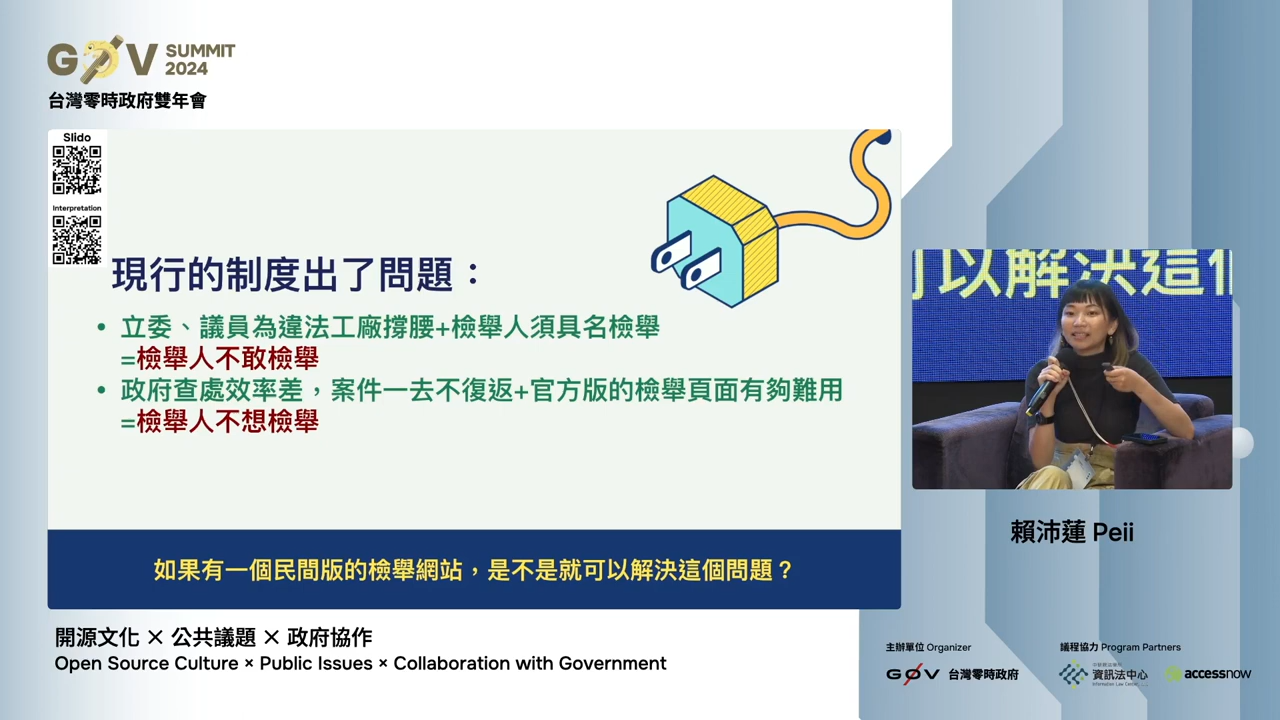 G0V SUMMIT 2024
台灣零時政府雙年會
Slido
Interpretation
現行的制度出了問題：
• 立委、議員為違法工廠撐腰+檢舉人須具名檢舉
=檢舉人不敢檢舉
• 政府查處效率差，案件一去不復返+官方版的檢舉頁面有夠難用
=檢舉人不想檢舉
如果有一個民間版的檢舉網站，是不是就可以解決這個問題？
可以解決這個
賴沛蓮 Peii
開源文化 × 公共議題 × 政府協作
Open Source Culture × Public Issues × Collaboration with Government
主辦單位 Organizer
G0V 台灣零時政府
議程協力 Program Partners
資訊法中心
Information Law Center
accessnow